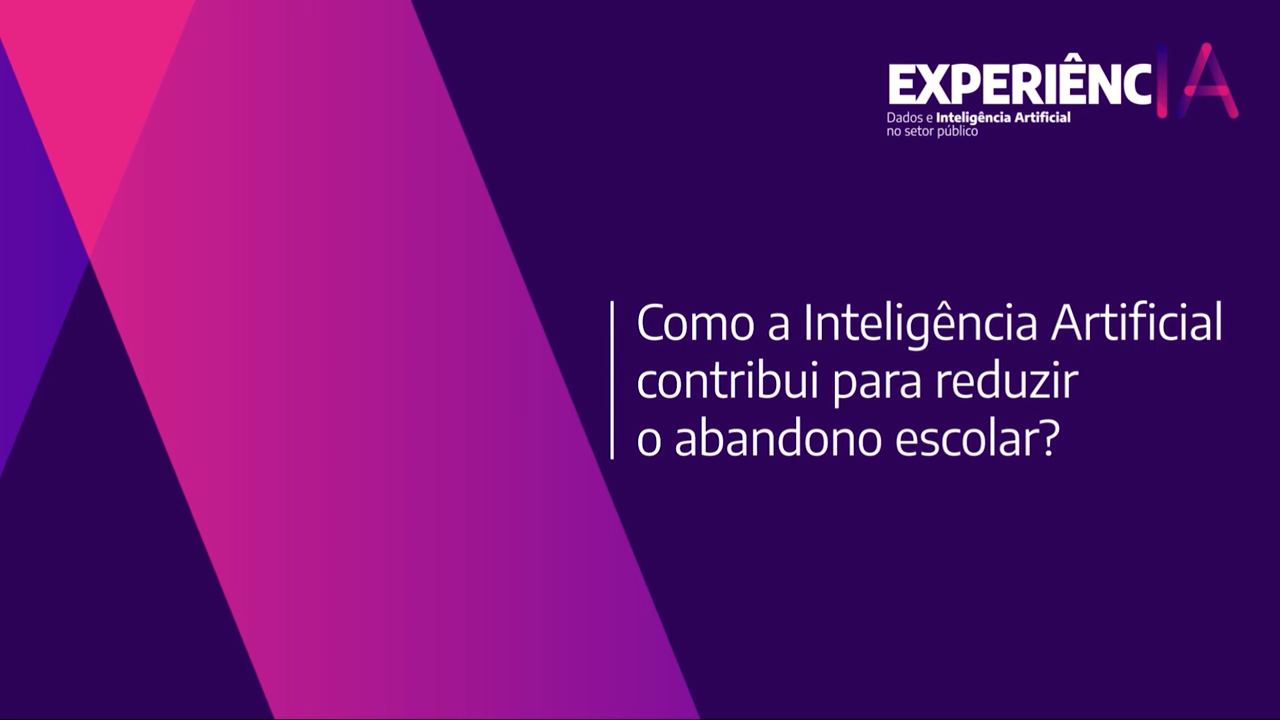 EXPERIÊNCIA
Dados e Inteligência Artificial
no setor público
Como a Inteligência Artificial
contribui para reduzir
o abandono escolar?